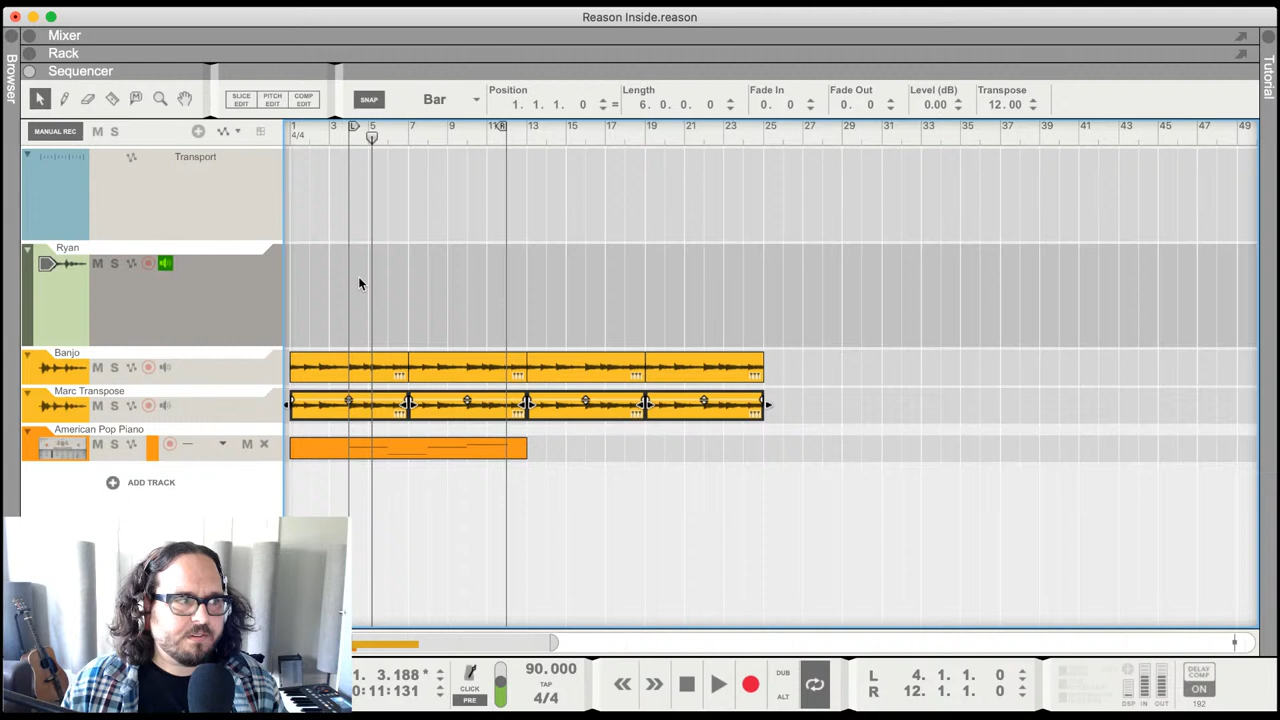 Reason Inside.reason
Mixer
Rack
Sequencer
Browser
Tutorial
SLICE EDIT
PITCH EDIT
COMP EDIT
SNAP
Bar
Position
1. 1. 1. 0
=
Length
6. 0. 0. 0
Fade In
0. 0
Fade Out
0. 0
Level (dB)
0.00
Transpose
12.00
MANUAL REC
M S
1 3 L 5 7 9 11 R 13 15 17 19 21 23 25 27 29 31 33 35 37 39 41 43 45 47 49
4/4
Transport
Ryan
M S
Banjo
M S
Marc Transpose
M S
American Pop Piano
M S
M
ADD TRACK
1. 3.188 *
0:11:131
CLICK
PRE
90.000
TAP
4/4
DUB
ALT
L 4. 1. 1. 0
R 12. 1. 1. 0
DSP IN OUT
DELAY COMP
ON
192